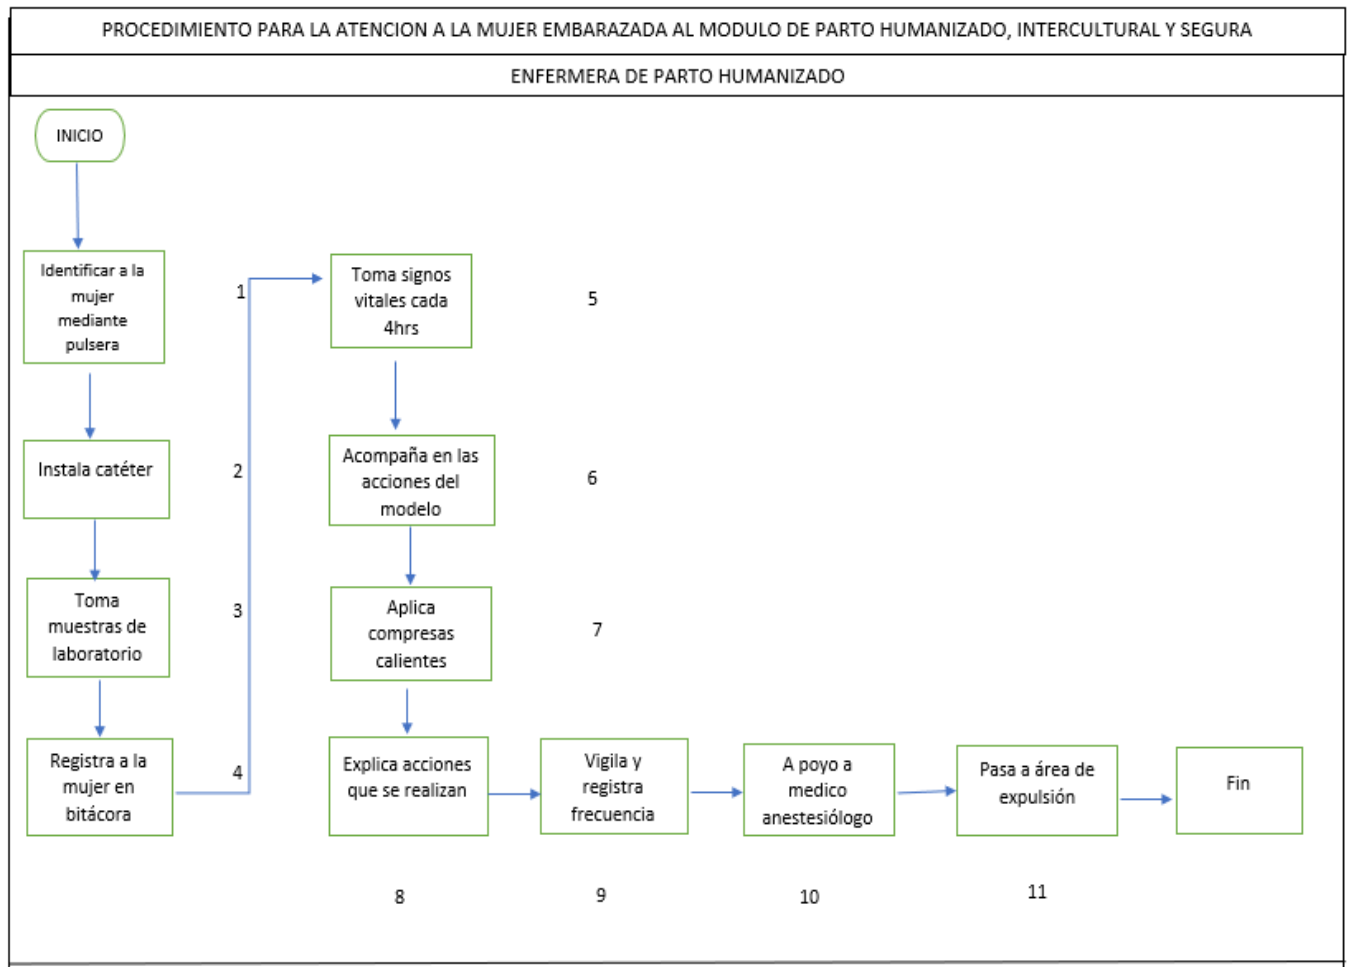 PROCEDIMIENTO PARA LA ATENCION A LA MUJER EMBARAZADA AL MODULO DE PARTO HUMANIZADO, INTERCULTURAL Y SEGURA
ENFERMERA DE PARTO HUMANIZADO
INICIO
Identificar a la
mujer
mediante
pulsera
1
Instala catéter
2
Toma
muestras de
laboratorio
3
Registra a la
mujer en
bitácora
4
Toma signos
vitales cada
4hrs
5
Acompaña en las
acciones del
modelo
6
Aplica
compresas
calientes
7
Explica acciones
que se realizan
8
Vigila y
registra
frecuencia
9
A poyo a
medico
anestesiólogo
10
Pasa a área de
expulsión
11
Fin